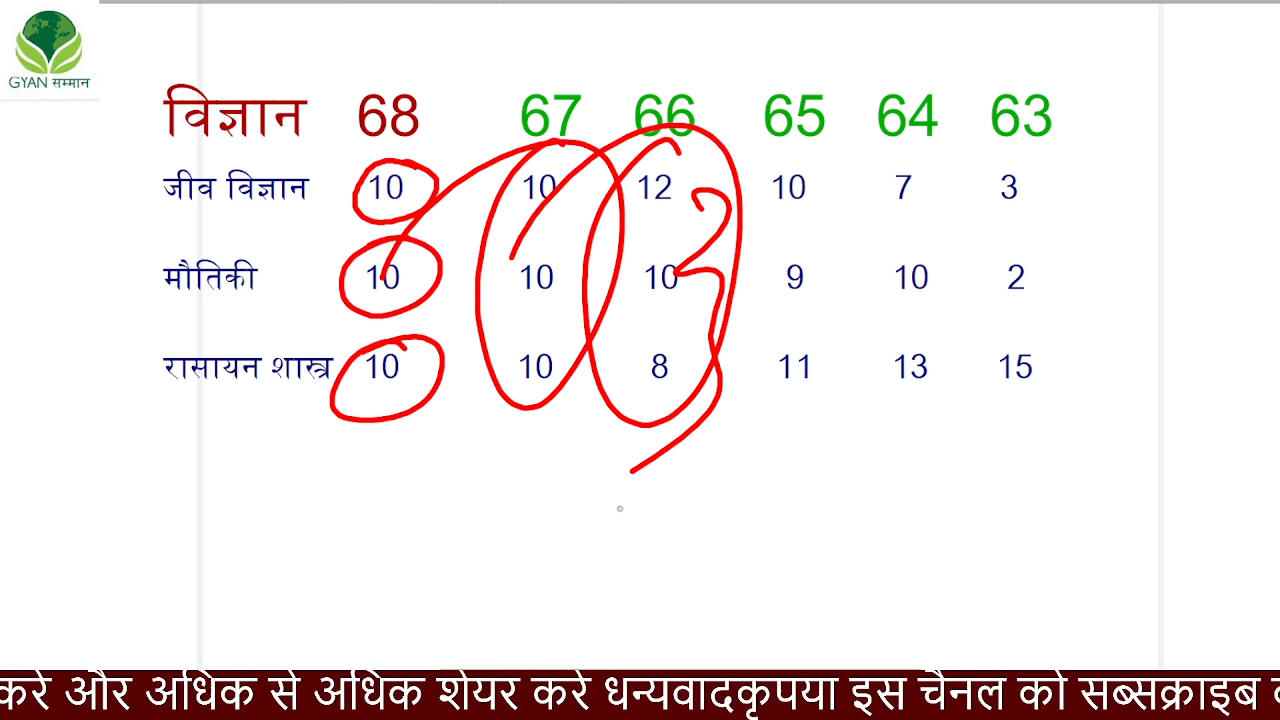 GYAN सम्मान
विज्ञान 68 67 66 65 64 63
जीव विज्ञान 10 10 12 10 7 3
मौतिकी 10 10 10 9 10 2
रासायन शास्त्र 10 10 8 11 13 15
करे और अधिक से अधिक शेयर करे धन्यवादकृपया इस चैनल को सब्सक्राइब